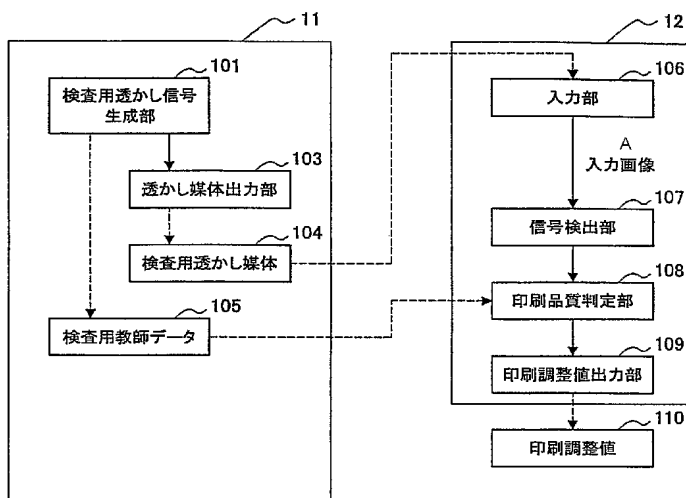 11
101
検査用透かし信号
生成部
103
透かし媒体出力部
104
検査用透かし媒体
105
検査用教師データ
12
106
入力部
A
入力画像
107
信号検出部
108
印刷品質判定部
109
印刷調整値出力部
110
印刷調整値